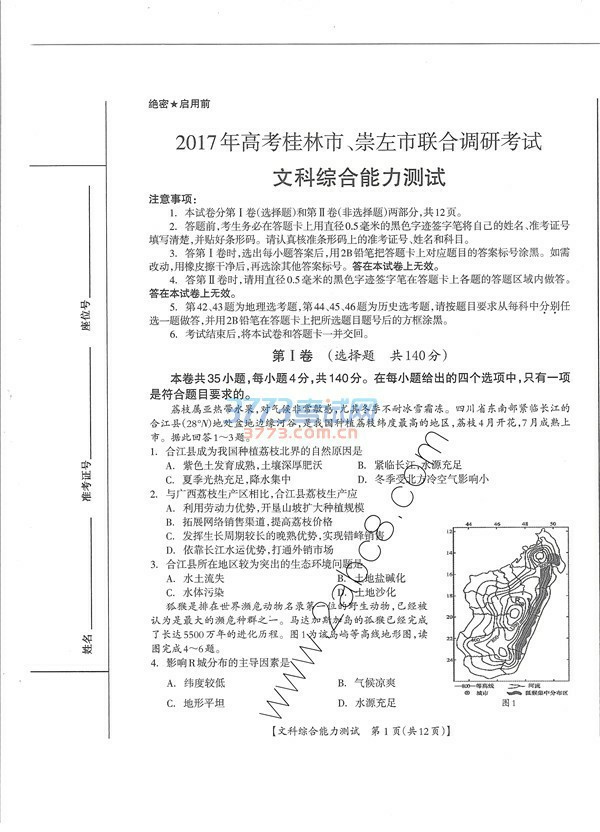 绝密★启用前
2017年高考桂林市、崇左市联合调研考试
文科综合能力测试
注意事项:
1. 本试卷分第Ⅰ卷(选择题)和第Ⅱ卷(非选择题)两部分,共12页。
2. 答题前,考生务必在答题卡上用直径0.5毫米的黑色字迹签字笔将自己的姓名、准考证号
填写清楚,并贴好条形码。请认真核准条形码上的准考证号、姓名和科目。
3. 答第Ⅰ卷时,选出每小题答案后,用2B铅笔把答题卡上对应题目的答案标号涂黑。如需
改动,用橡皮擦干净后,再选涂其他答案标号。答在本试卷上无效。
4. 答第Ⅱ卷时,请用直径0.5毫米的黑色字迹签字笔在答题卡上各题的答题区域内做答。
答在本试卷上无效。
5. 第42、43题为地理选考题,第44、45、46题为历史选考题,请按题目要求从每科中分别任
选一题做答,并用2B铅笔在答题卡上把所选题目题号后的方框涂黑。
6. 考试结束后,将本试卷和答题卡一并交回。
第Ⅰ卷 (选择题 共140分)
本卷共35小题,每小题4分,共140分。在每小题给出的四个选项中,只有一项
是符合题目要求的。
荔枝属亚热带水果,对气候非常敏感,尤其冬季不耐冰雪霜冻。四川省东南部紧临长江的
合江县(28°N)地处盆地边缘河谷,是我国种植荔枝纬度最高的地区,荔枝4月开花,7月成熟上
市。据此回答1~3题。
1. 合江县成为我国种植荔枝北界的自然原因是
A. 紫色土发育成熟,土壤深厚肥沃 B. 紧临长江,水源充足
C. 夏季光热充足,降水集中 D. 冬季受北方冷空气影响小
2. 与广西荔枝生产区相比,合江县荔枝生产应
A. 利用劳动力优势,开垦山坡扩大种植规模
B. 拓展网络销售渠道,提高荔枝价格
C. 发挥生长周期较长的晚熟优势,实现错峰销售
D. 依靠长江水运优势,打通外销市场
3. 合江县所在地区较为突出的生态环境问题是
A. 水土流失 B. 土地盐碱化
C. 水体污染 D. 土地沙化
狐猴是排在世界濒危动物名录第一位的野生动物,已经被
认为是最大的濒危种群之一。马达加斯加岛的狐猴已经完成
了长达5500万年的进化历程。图1为该岛屿等高线地形图,读
图完成4~6题。
4. 影响R城分布的主导因素是
A. 纬度较低 B. 气候凉爽
C. 地形平坦 D. 水源充足
12
14
16
18
20
22
24
44 46 48 50
800 等高线 河流
城市 狐猴集中分布区
图1
【文科综合能力测试 第1页(共12页)】
座位号
准考证号
姓名
3773考试网
3773.com.cn